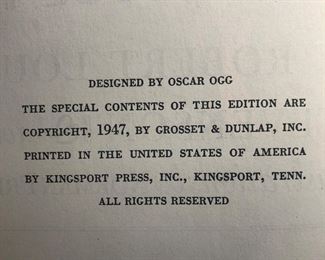 DESIGNED BY OSCAR OGG
THE SPECIAL CONTENTS OF THIS EDITION ARE
COPYRIGHT, 1947, BY GROSSET & DUNLAP, INC.
PRINTED IN THE UNITED STATES OF AMERICA
BY KINGSPORT PRESS, INC., KINGSPORT, TENN.
ALL RIGHTS RESERVED